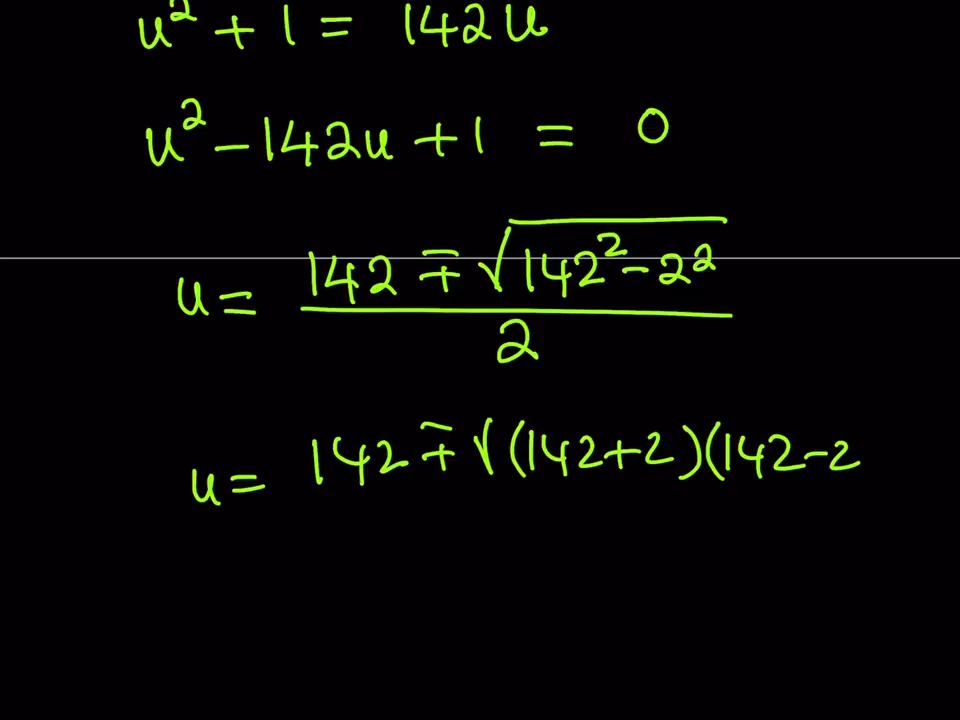 u² + 1 = 142u
u² - 142u + 1 = 0
u = (142 ∓ √(142² - 2²)) / 2
u = 142 ∓ √(142+2)(142-2